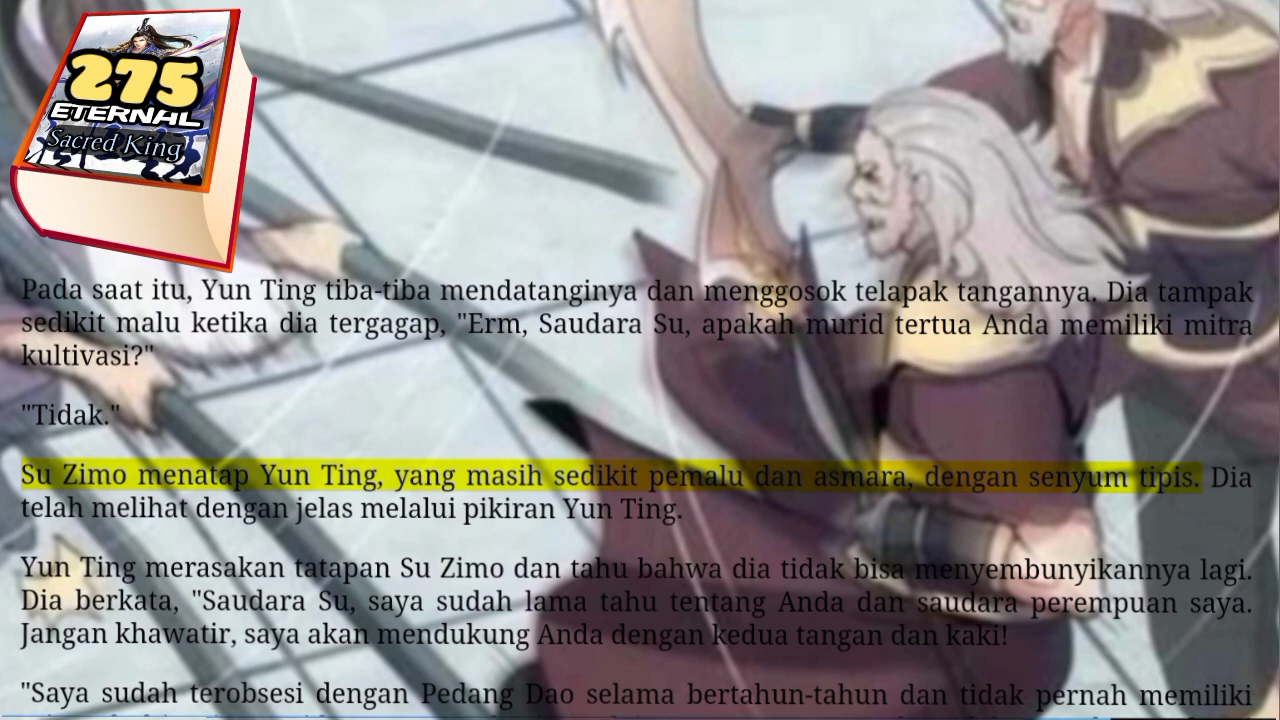 275
ETERNAL
Sacred King
Pada saat itu, Yun Ting tiba-tiba mendatanginya dan menggosok telapak tangannya. Dia tampak
sedikit malu ketika dia tergagap, "Erm, Saudara Su, apakah murid tertua Anda memiliki mitra
kultivasi?"
"Tidak."
Su Zimo menatap Yun Ting, yang masih sedikit pemalu dan asmara, dengan senyum tipis. Dia
telah melihat dengan jelas melalui pikiran Yun Ting.
Yun Ting merasakan tatapan Su Zimo dan tahu bahwa dia tidak bisa menyembunyikannya lagi.
Dia berkata, "Saudara Su, saya sudah lama tahu tentang Anda dan saudara perempuan saya.
Jangan khawatir, saya akan mendukung Anda dengan kedua tangan dan kaki!
"Saya sudah terobsesi dengan Pedang Dao selama bertahun-tahun dan tidak pernah memiliki